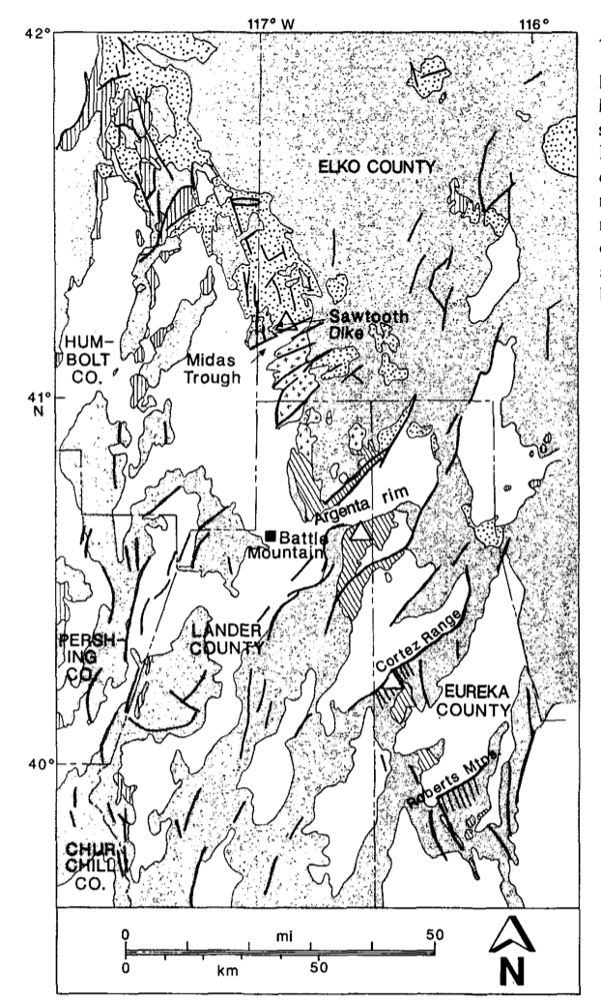 117° W
116°
42°
ELKO COUNTY
Sawtooth
Dike
HUM-
BOLT
CO.
Midas
Trough
41°
N
Argenta rim
Battle
Mountain
PERSH-
ING
CO.
LANDER
COUNTY
Cortez Range
EUREKA
COUNTY
40°
Roberts Mtns.
CHUR
CHILL
CO.
0 mi 50
0 km 50
N